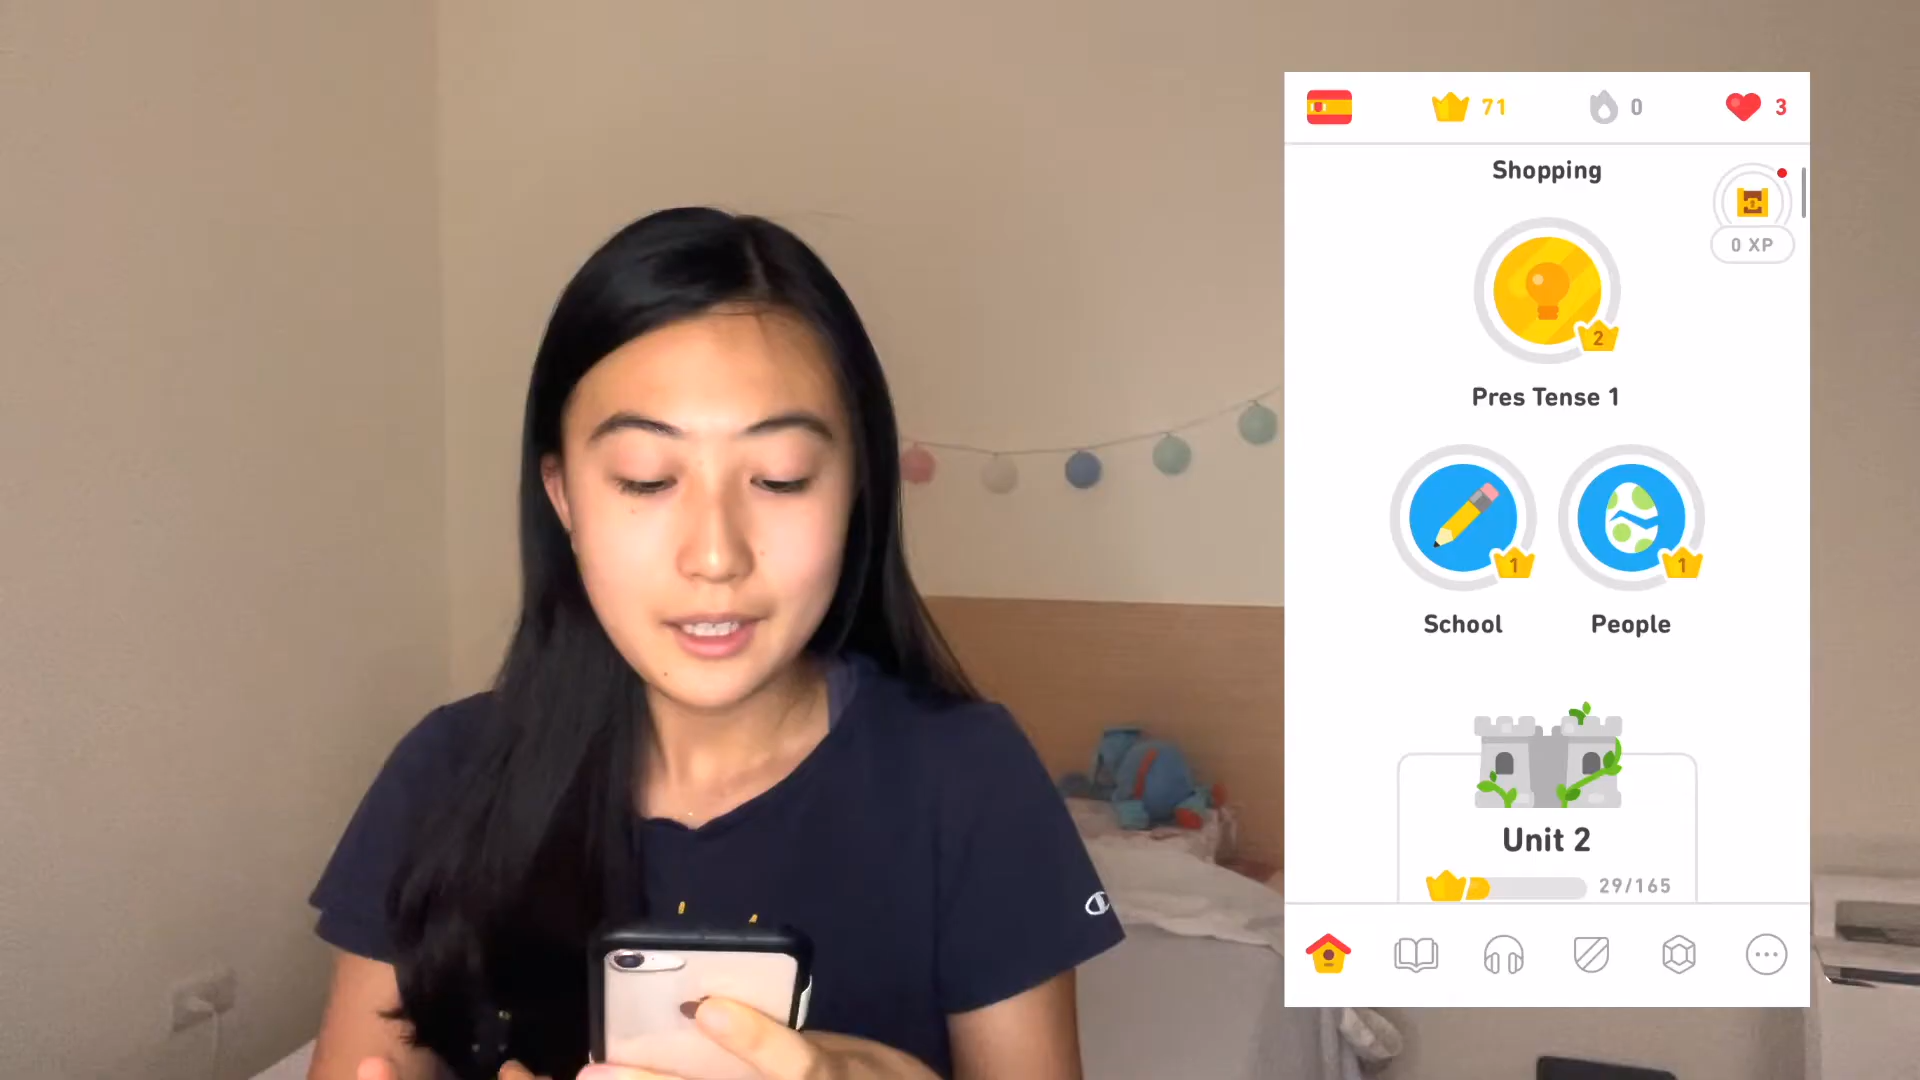 71
0
3
Shopping
0 XP
2
Pres Tense 1
1
1
School
People
Unit 2
29/165